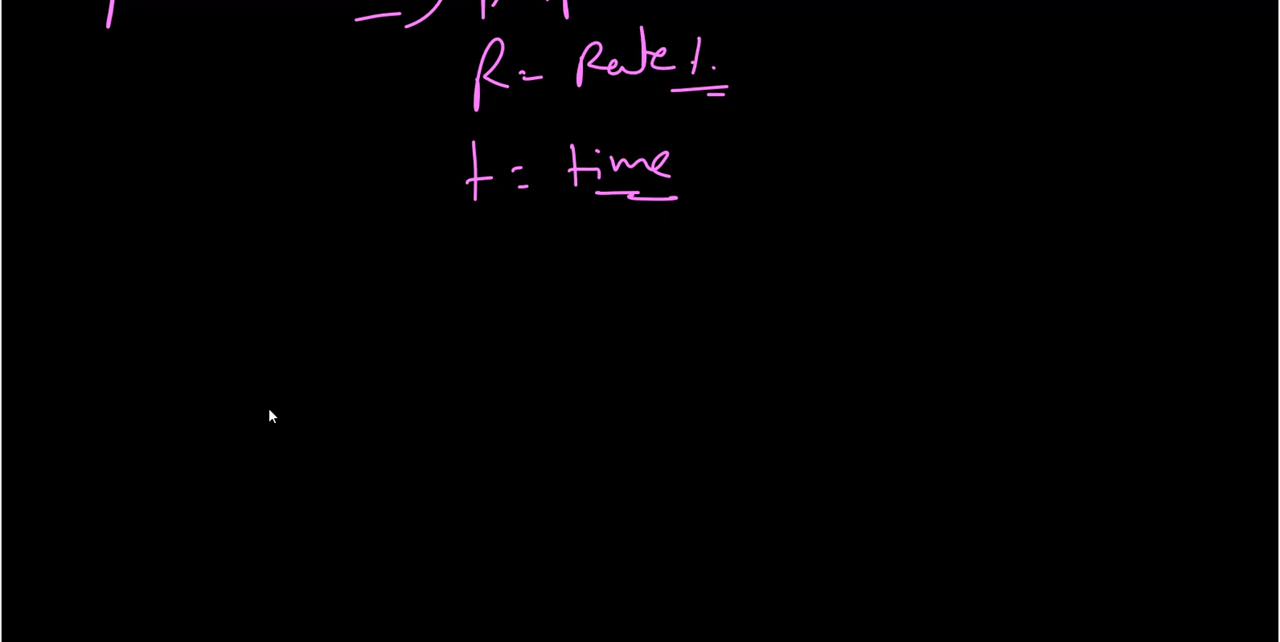 R = Rate %.
t = time